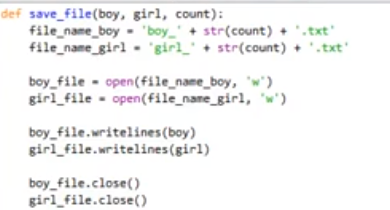 def save_file(boy, girl, count):
    file_name_boy = 'boy_' + str(count) + '.txt'
    file_name_girl = 'girl_' + str(count) + '.txt'

    boy_file = open(file_name_boy, 'w')
    girl_file = open(file_name_girl, 'w')

    boy_file.writelines(boy)
    girl_file.writelines(girl)

    boy_file.close()
    girl_file.close()